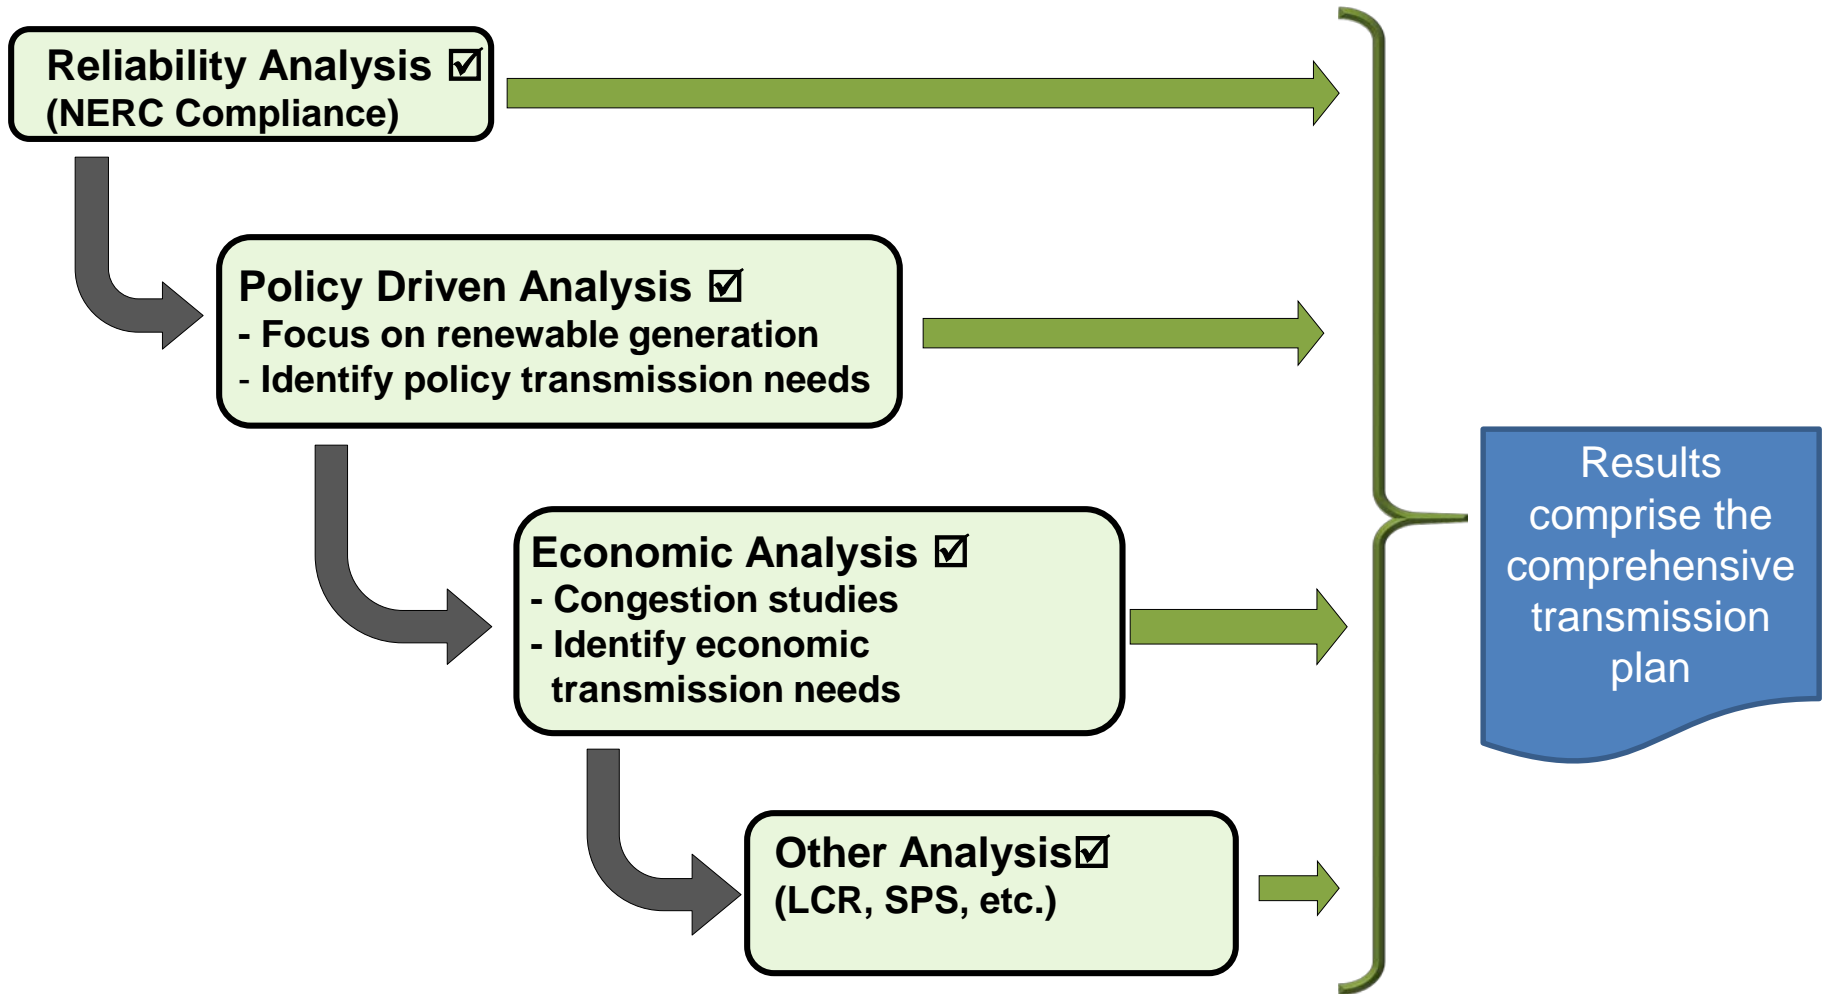 Reliability Analysis ☑
(NERC Compliance)
Policy Driven Analysis ☑
- Focus on renewable generation
- Identify policy transmission needs
Economic Analysis ☑
- Congestion studies
- Identify economic
transmission needs
Other Analysis☑
(LCR, SPS, etc.)
Results
comprise the
comprehensive
transmission
plan